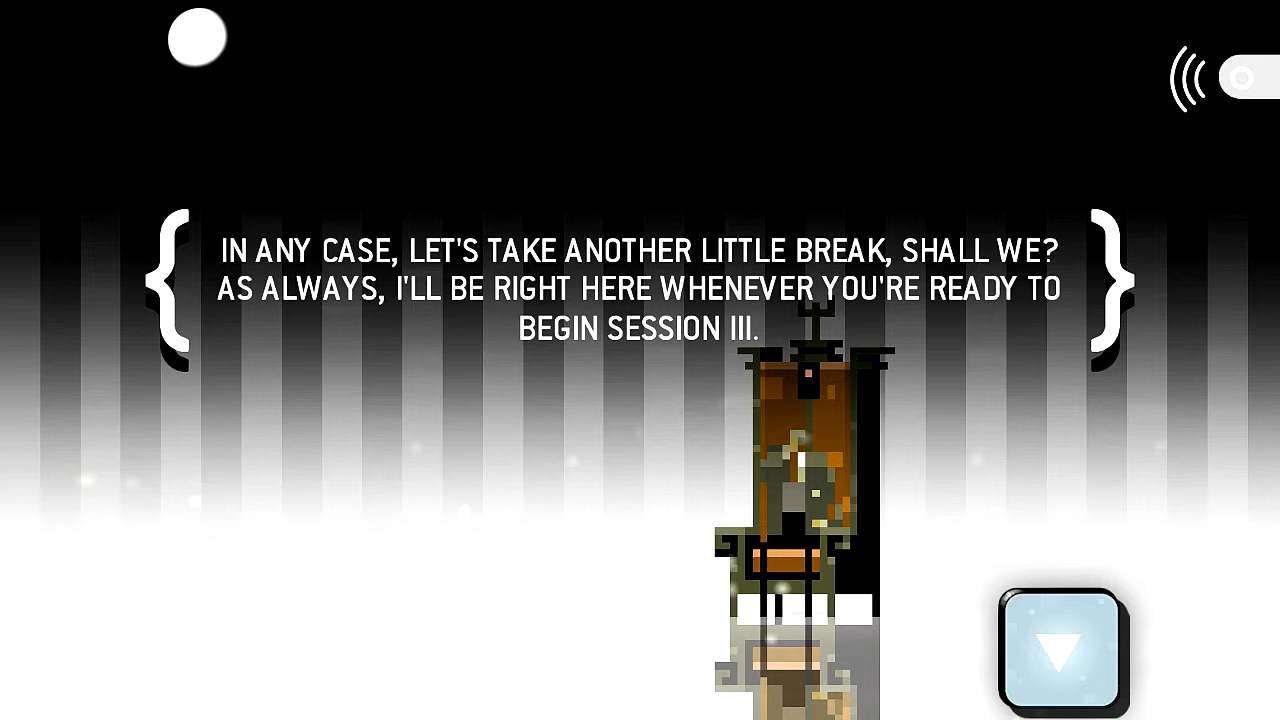 IN ANY CASE, LET'S TAKE ANOTHER LITTLE BREAK, SHALL WE?
AS ALWAYS, I'LL BE RIGHT HERE WHENEVER YOU'RE READY TO
BEGIN SESSION III.